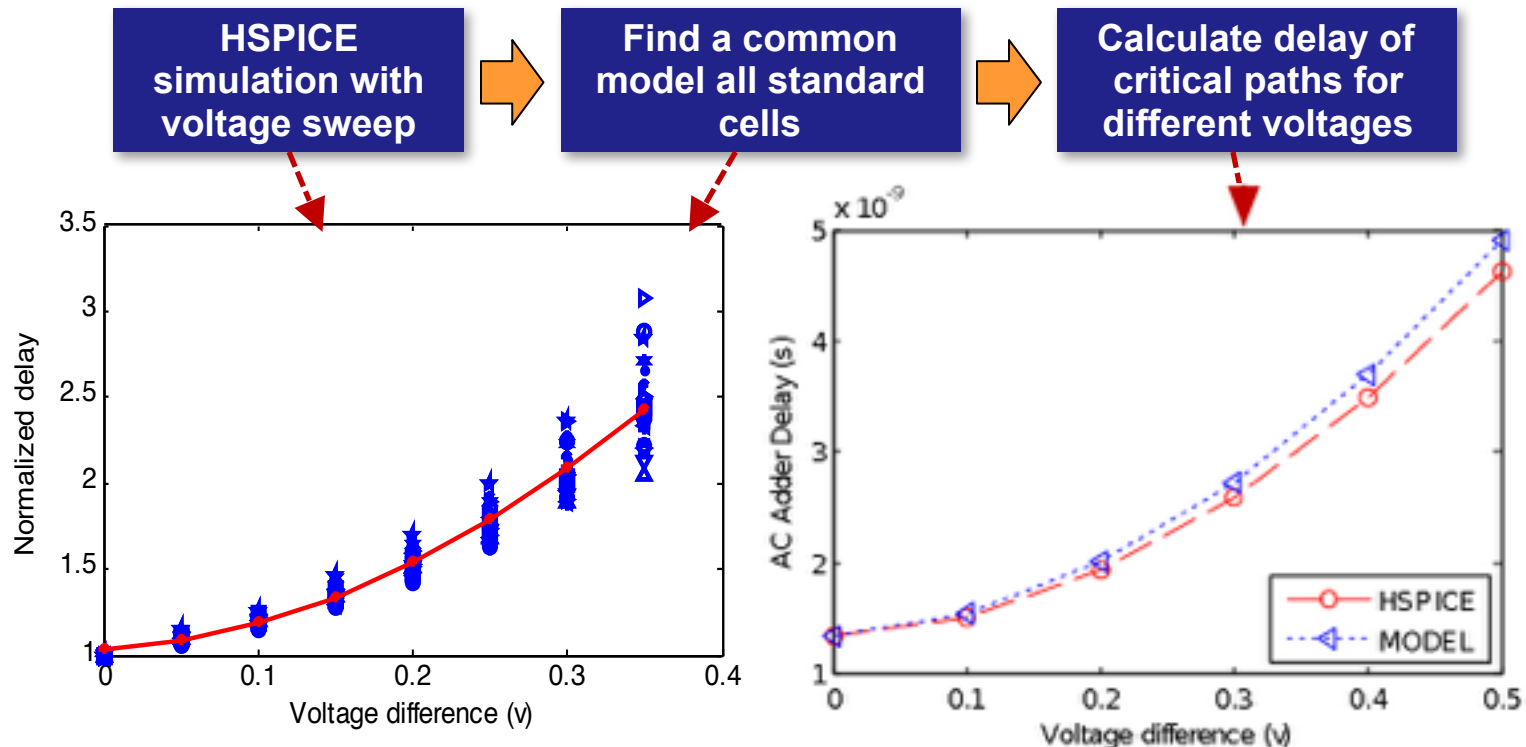 HSPICE
simulation with
voltage sweep
Find a common
model all standard
cells
Calculate delay of
critical paths for
different voltages
3.5
3
2.5
2
1.5
1
0
0.1
0.2
0.3
0.4
Normalized delay
Voltage difference (v)
x 10^-9
5
4
3
2
1
0
0.1
0.2
0.3
0.4
0.5
AC Adder Delay (s)
HSPICE
MODEL
Voltage difference (v)